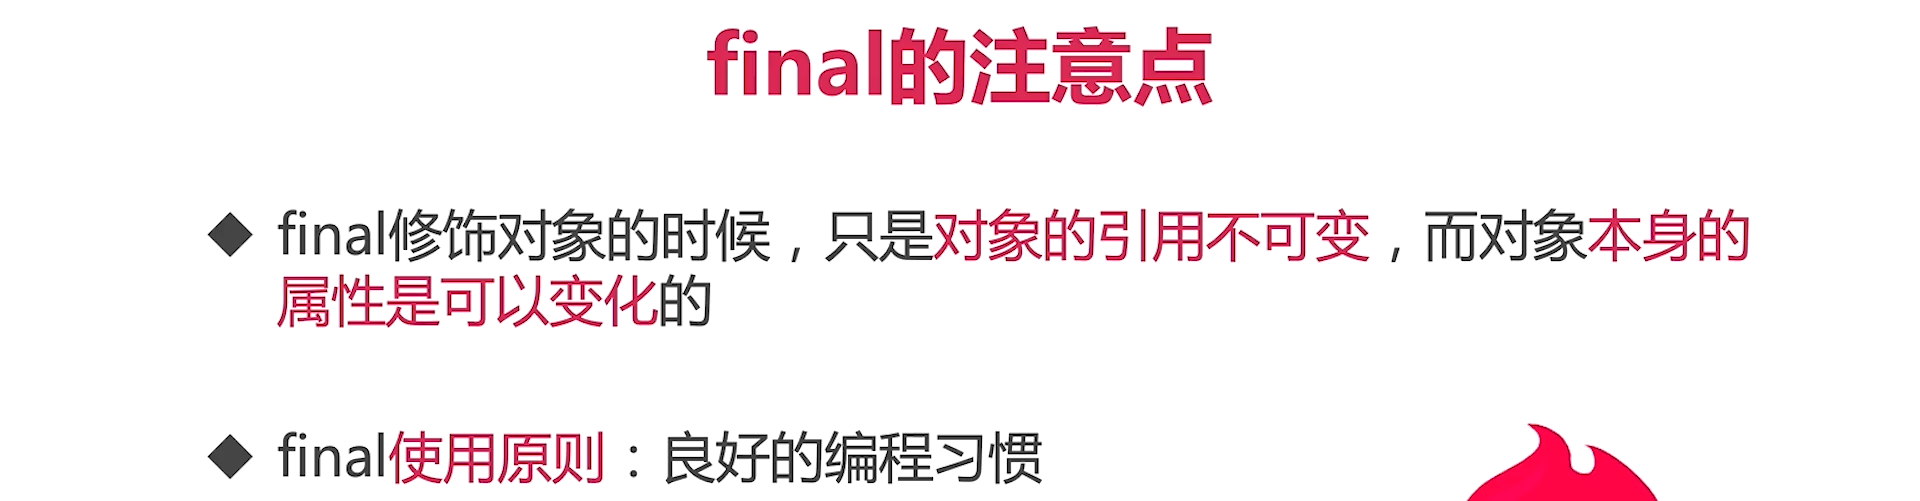 final的注意点
final修饰对象的时候，只是对象的引用不可变，而对象本身的
属性是可以变化的
final使用原则：良好的编程习惯